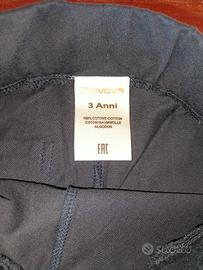 GIVOVA
3 Anni
100% COTONE-COTTON
COTON-BAUMWOLLE
ALGODON
EAC
subito